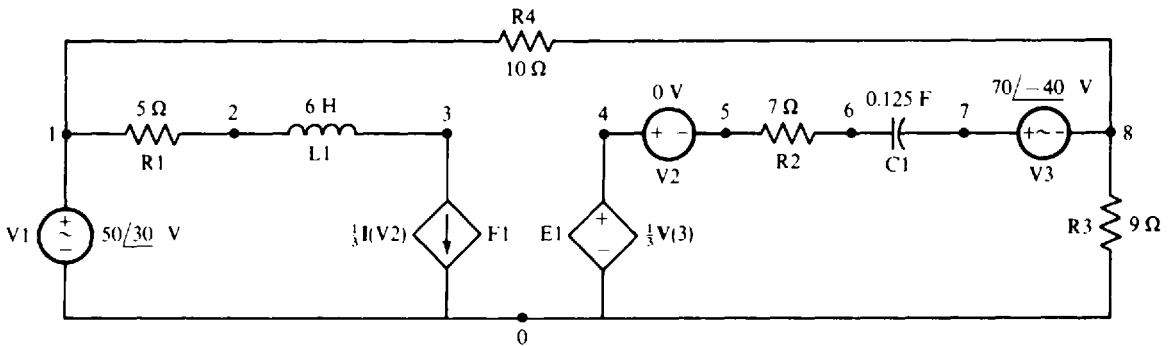 R4
10 Ω
5 Ω
6 H
0 V
7 Ω
0.125 F
70/−40 V
1
2
3
4
5
6
7
8
R1
L1
V2
R2
C1
V3
V1
50/30 V
⅓ I(V2)
F1
E1
⅓ V(3)
R3
9 Ω
0